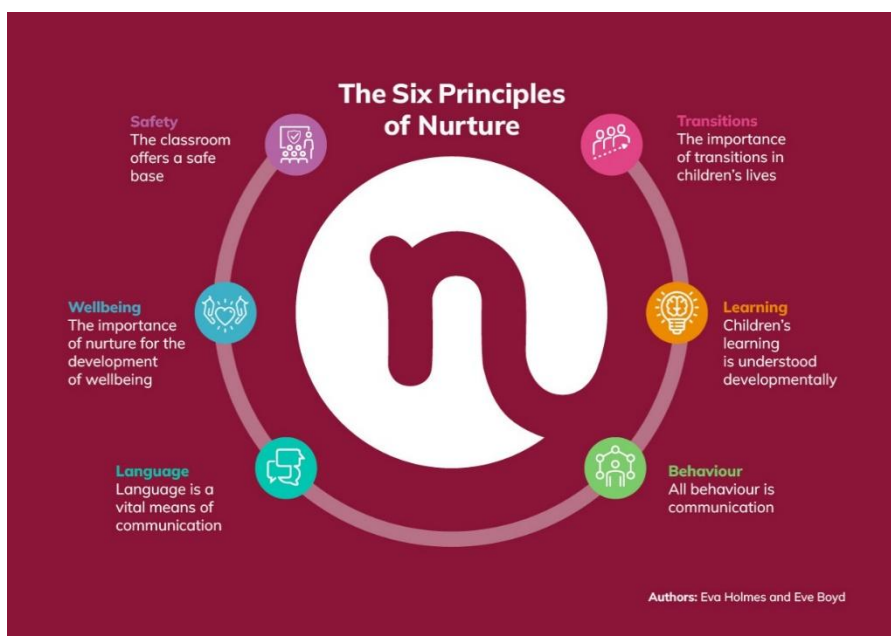 The Six Principles
of Nurture
Safety
The classroom
offers a safe
base
Transitions
The importance
of transitions in
children's lives
Wellbeing
The importance
of nurture for the
development
of wellbeing
Learning
Children's
learning
is understood
developmentally
Language
Language is a
vital means of
communication
Behaviour
All behaviour is
communication
n
Authors: Eva Holmes and Eve Boyd